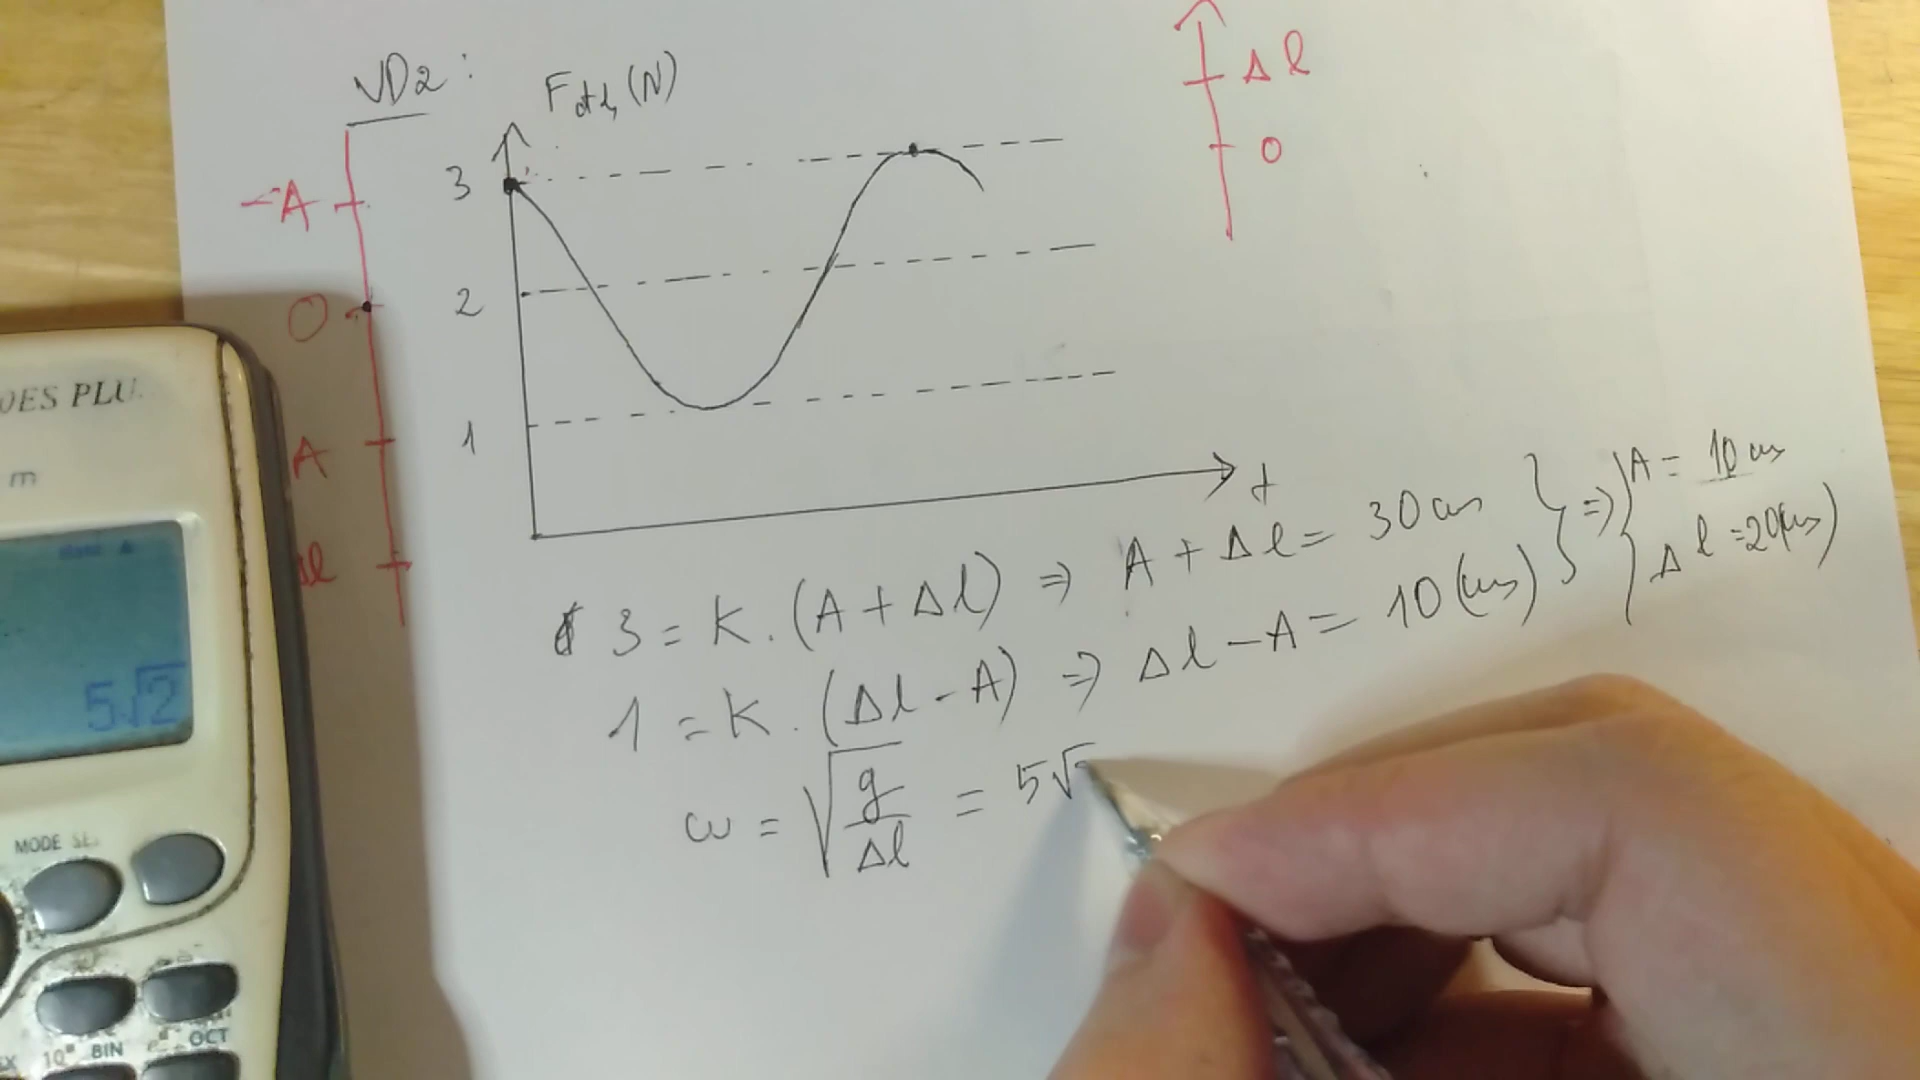 VD2:
Fđh (N)
Δl
O
3
-A
2
O
1
A
Δl
t
3 = K.(A + Δl) => A + Δl = 30 cm
1 = K.(Δl - A) => Δl - A = 10 (cm)
=> A = 10 cm
Δl = 20(cm)
ω = √g/Δl = 5√
ES PLU
m
5√2
MODE
10ˣ BIN
OCT